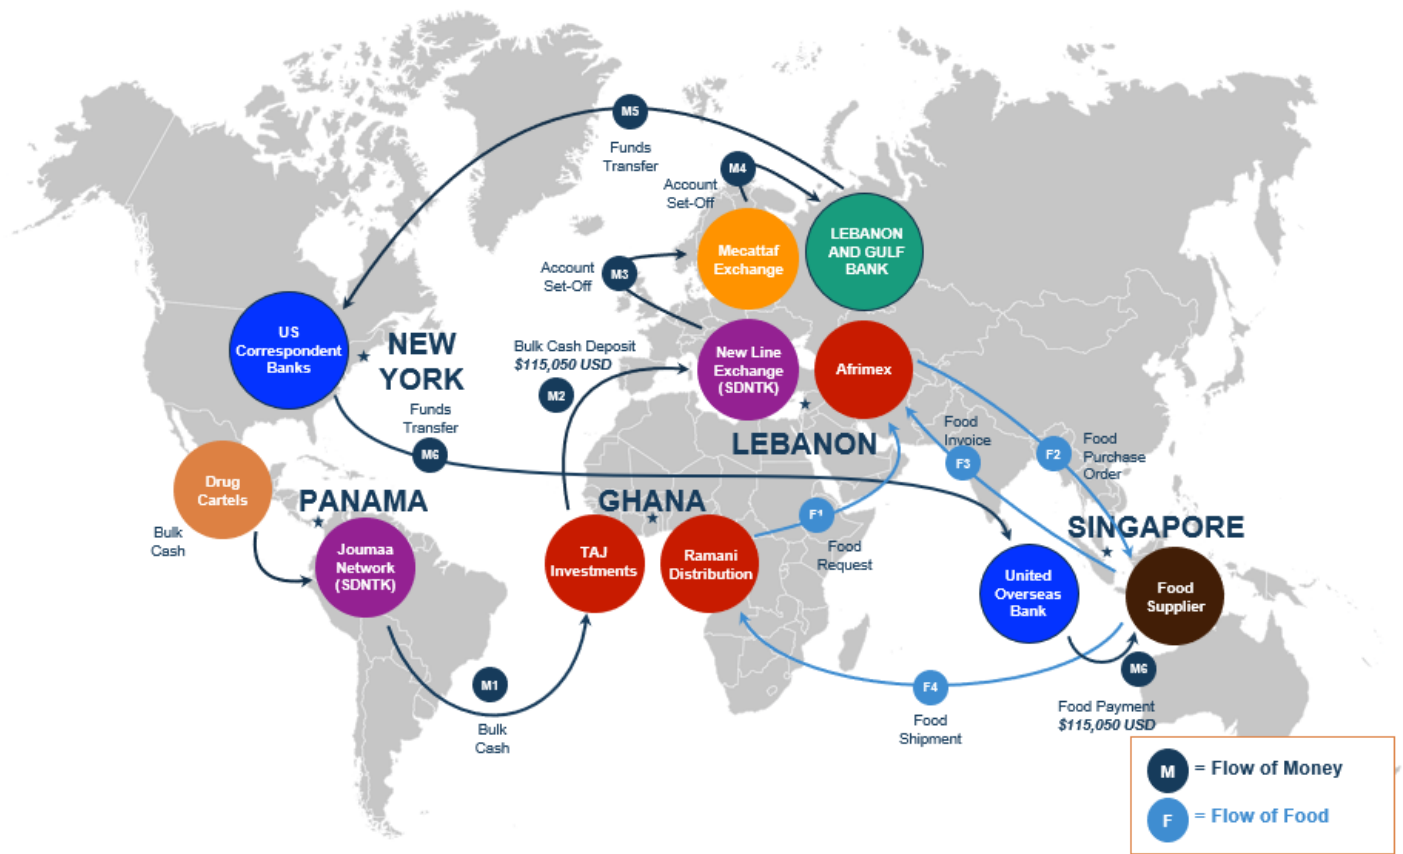 M5
Funds
Transfer
M4
Account
Set-Off
LEBANON
AND GULF
BANK
Mecattaf
Exchange
Account
Set-Off
M3
US
Correspondent
Banks
NEW
YORK
Bulk Cash Deposit
$115,050 USD
M2
New Line
Exchange
(SDNTK)
Afrimex
Funds
Transfer
M6
LEBANON
Food
Invoice
F3
F2
Food
Purchase
Order
Drug
Cartels
Bulk
Cash
PANAMA
Joumaa
Network
(SDNTK)
GHANA
TAJ
Investments
Ramani
Distribution
F1
Food
Request
SINGAPORE
United
Overseas
Bank
Food
Supplier
M1
Bulk
Cash
F4
Food
Shipment
M6
Food Payment
$115,050 USD
M = Flow of Money
F = Flow of Food